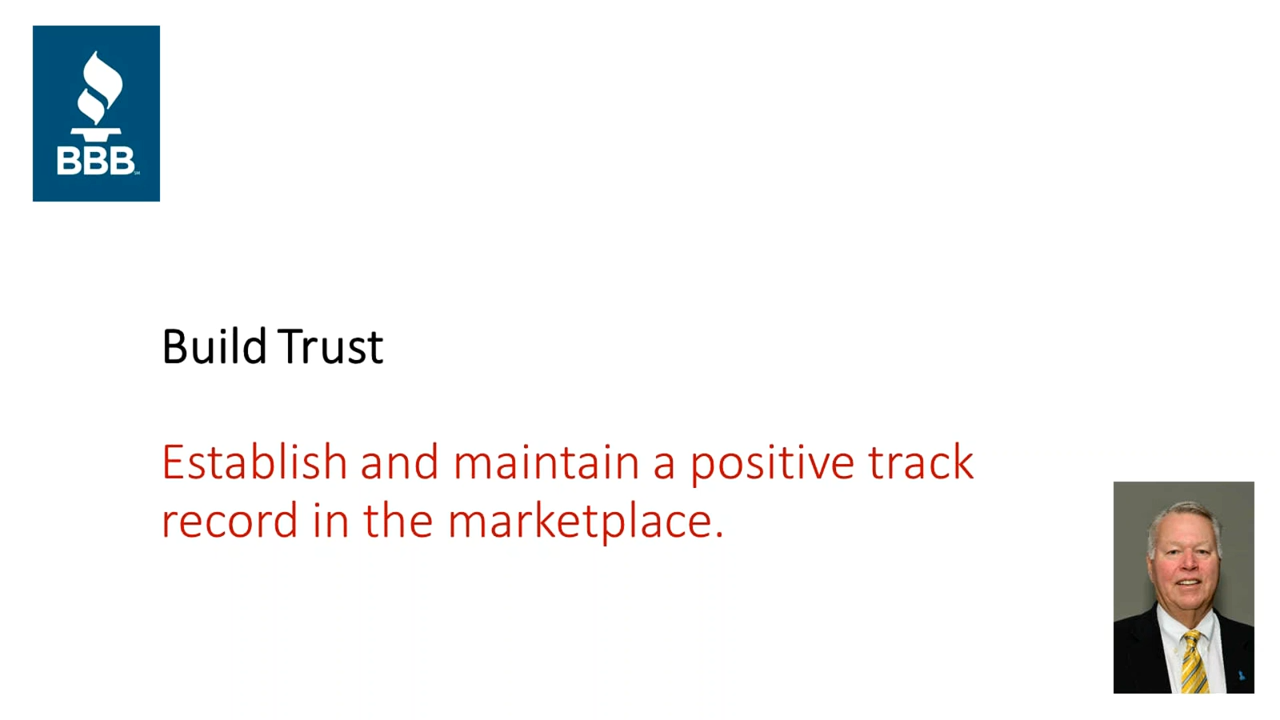 BBB
Build Trust
Establish and maintain a positive track
record in the marketplace.